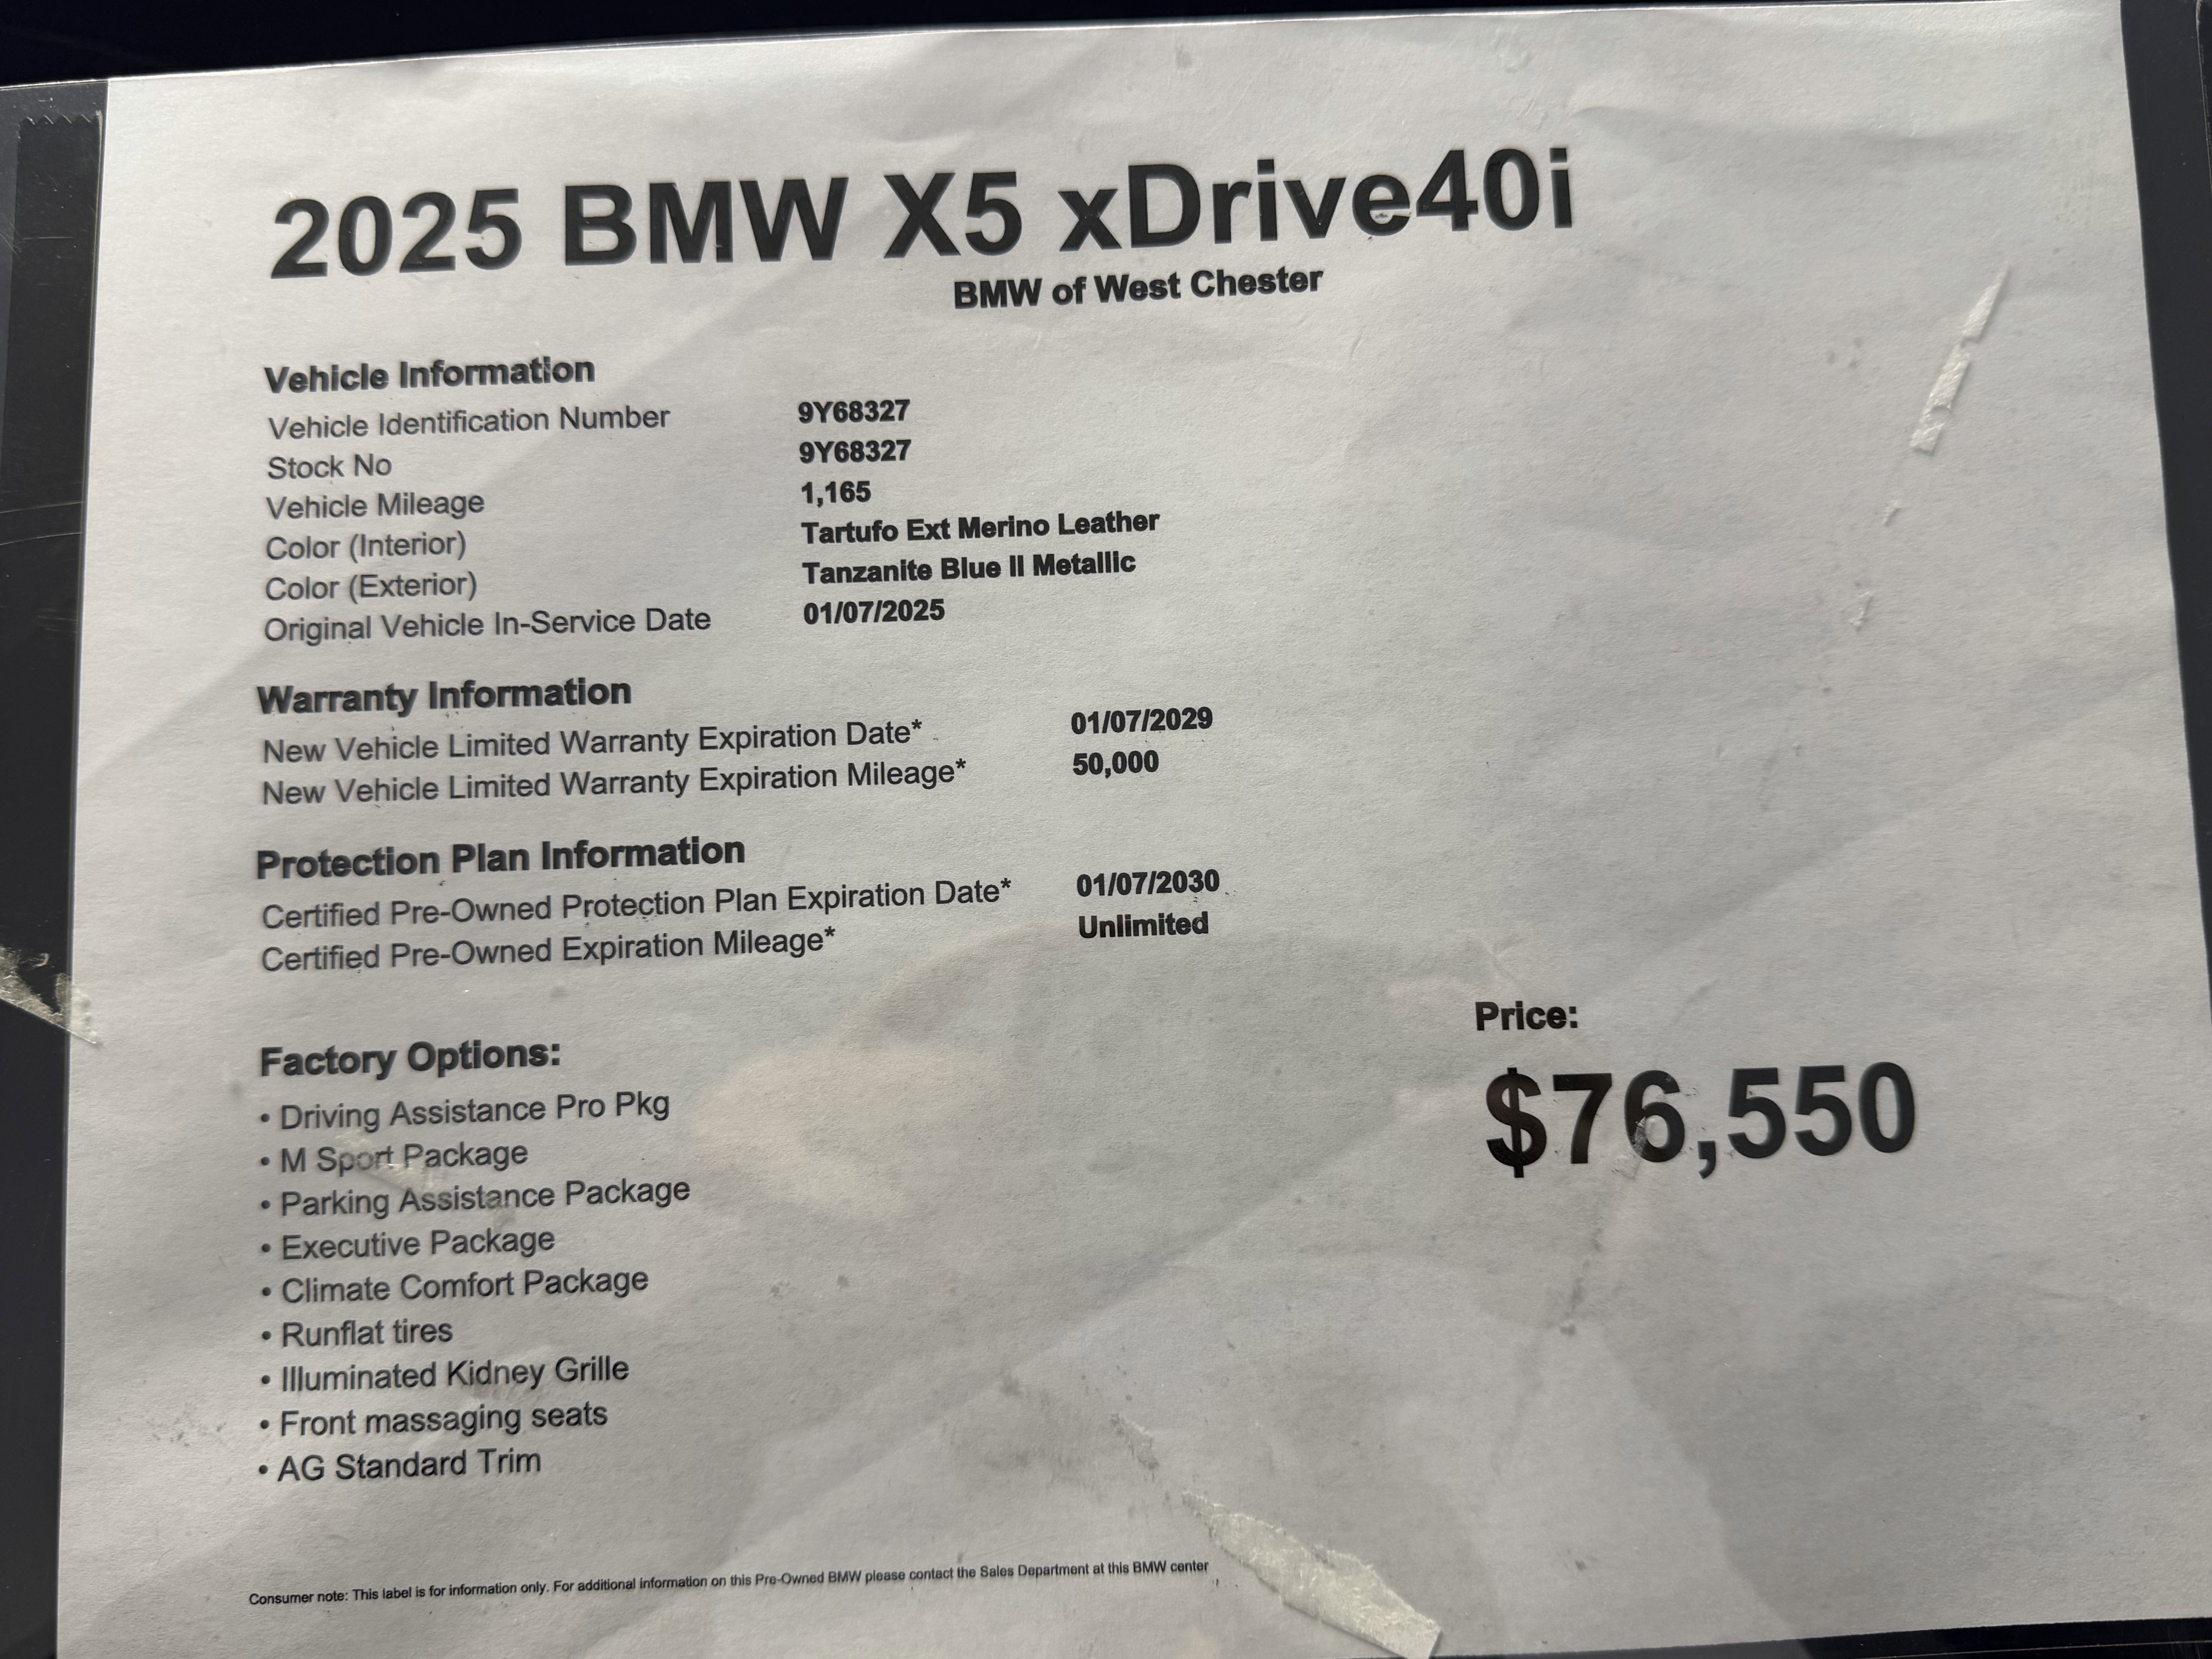 2025 BMW X5 xDrive40i
BMW of West Chester
Vehicle Information
Vehicle Identification Number 9Y68327
Stock No 9Y68327
Vehicle Mileage 1,165
Color (Interior) Tartufo Ext Merino Leather
Color (Exterior) Tanzanite Blue II Metallic
Original Vehicle In-Service Date 01/07/2025
Warranty Information
New Vehicle Limited Warranty Expiration Date* 01/07/2029
New Vehicle Limited Warranty Expiration Mileage* 50,000
Protection Plan Information
Certified Pre-Owned Protection Plan Expiration Date* 01/07/2030
Certified Pre-Owned Expiration Mileage* Unlimited
Factory Options:
• Driving Assistance Pro Pkg
• M Sport Package
• Parking Assistance Package
• Executive Package
• Climate Comfort Package
• Runflat tires
• Illuminated Kidney Grille
• Front massaging seats
• AG Standard Trim
Price:
$76,550
Consumer note: This label is for information only. For additional information on this Pre-Owned BMW please contact the Sales Department at this BMW center